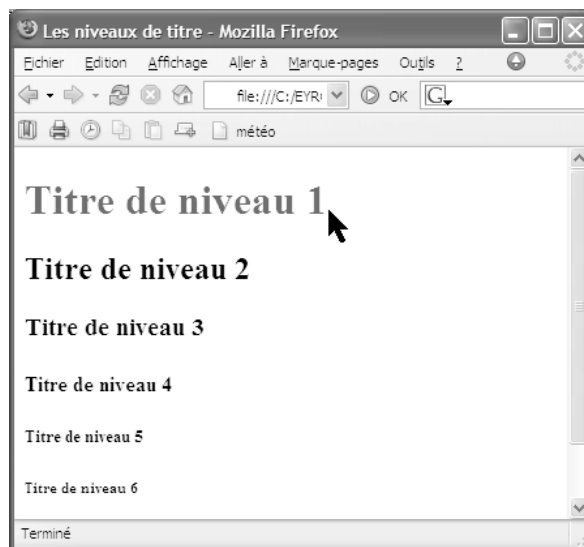 Les niveaux de titre - Mozilla Firefox
Fichier Edition Affichage Aller à Marque-pages Outils ?
file:///C:/EYR OK G
météo
Titre de niveau 1
Titre de niveau 2
Titre de niveau 3
Titre de niveau 4
Titre de niveau 5
Titre de niveau 6
Terminé